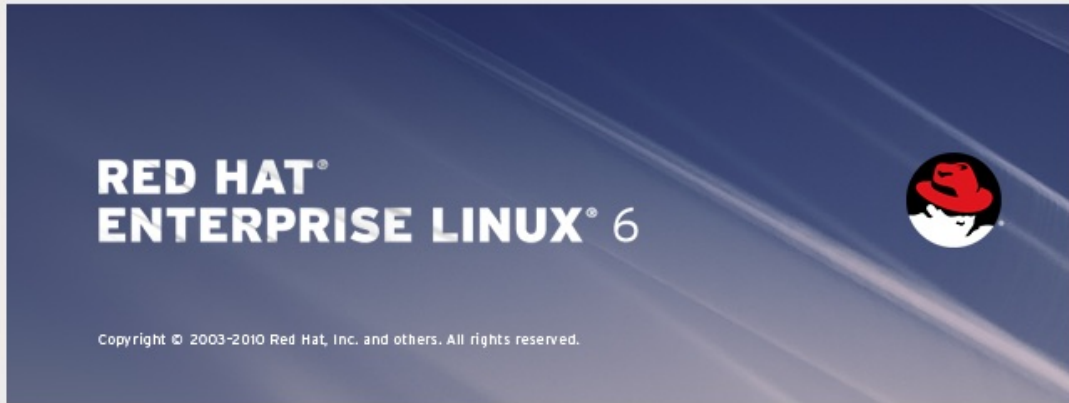 RED HAT®
ENTERPRISE LINUX® 6
Copyright © 2003-2010 Red Hat, Inc. and others. All rights reserved.